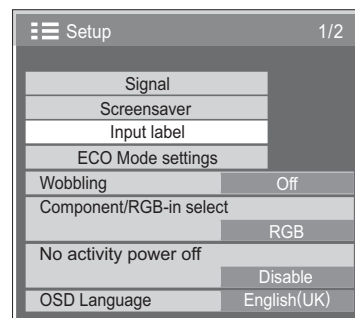 Setup 1/2
Signal
Screensaver
Input label
ECO Mode settings
Wobbling Off
Component/RGB-in select
RGB
No activity power off
Disable
OSD Language English(UK)